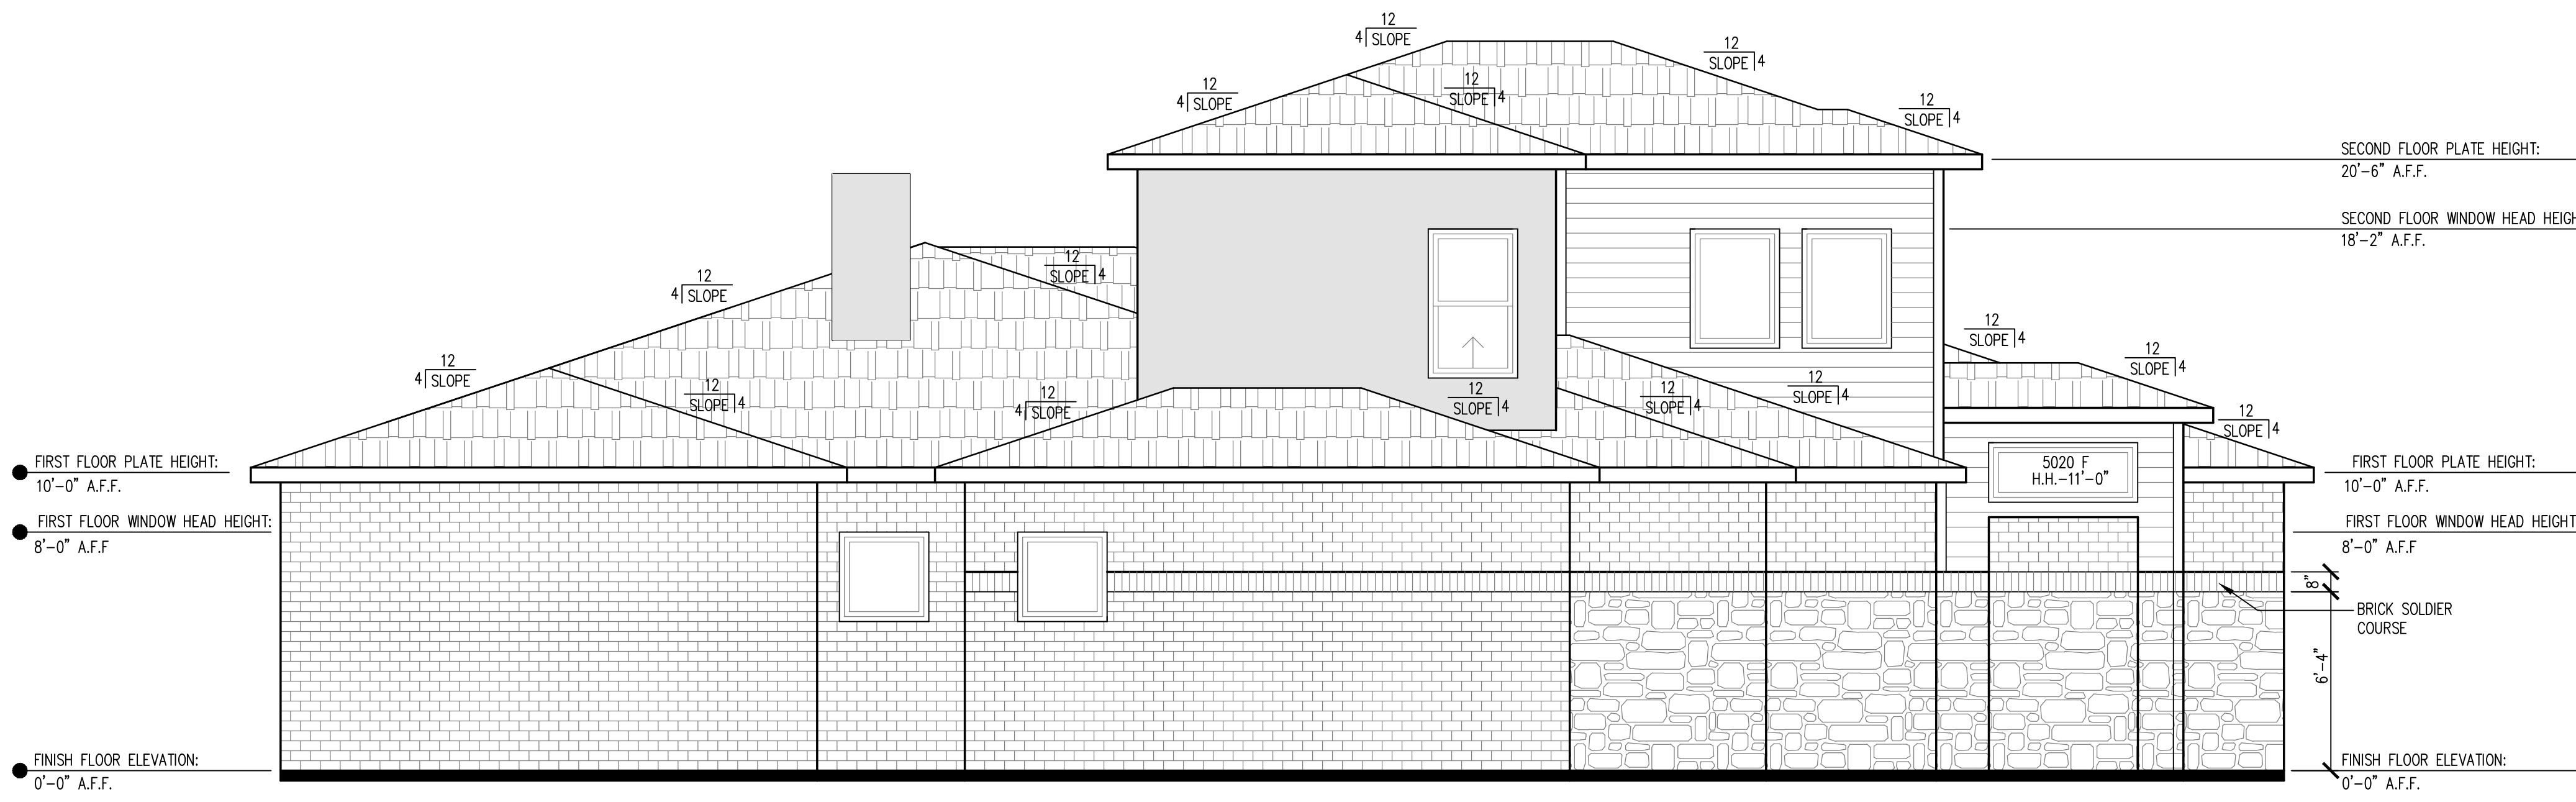 12
4 SLOPE
12
SLOPE 4
12
4 SLOPE
12
SLOPE 4
12
SLOPE 4
SECOND FLOOR PLATE HEIGHT:
20'-6" A.F.F.
SECOND FLOOR WINDOW HEAD
18'-2" A.F.F.
12
SLOPE 4
12
4 SLOPE
12
SLOPE 4
12
SLOPE 4
12
4 SLOPE
12
SLOPE 4
12
4 SLOPE
12
SLOPE 4
12
SLOPE 4
12
SLOPE 4
12
SLOPE 4
FIRST FLOOR PLATE HEIGHT:
10'-0" A.F.F.
FIRST FLOOR WINDOW HEAD HEIGHT:
8'-0" A.F.F
5020 F
H.H.-11'-0"
FIRST FLOOR PLATE HEIGHT:
10'-0" A.F.F.
FIRST FLOOR WINDOW HEAD HEIGHT
8'-0" A.F.F
8"
BRICK SOLDIER
COURSE
6'-4"
FINISH FLOOR ELEVATION:
0'-0" A.F.F.
FINISH FLOOR ELEVATION:
0'-0" A.F.F.